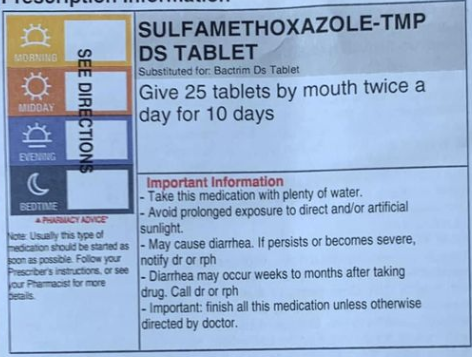 Prescription Information
SULFAMETHOXAZOLE-TMP
DS TABLET
Substituted for: Bactrim Ds Tablet
Give 25 tablets by mouth twice a
day for 10 days
MORNING
MIDDAY
EVENING
BEDTIME
SEE DIRECTIONS
PHARMACY ADVICE*
Note: Usually this type of
medication should be started as
soon as possible. Follow your
Prescriber's instructions, or see
your Pharmacist for more
details.
Important Information
- Take this medication with plenty of water.
- Avoid prolonged exposure to direct and/or artificial
sunlight.
- May cause diarrhea. If persists or becomes severe,
notify dr or rph
- Diarrhea may occur weeks to months after taking
drug. Call dr or rph
- Important: finish all this medication unless otherwise
directed by doctor.